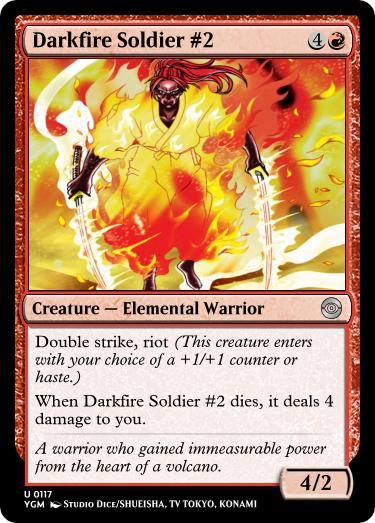 Darkfire Soldier #2 4
Creature — Elemental Warrior
Double strike, riot (This creature enters
with your choice of a +1/+1 counter or
haste.)
When Darkfire Soldier #2 dies, it deals 4
damage to you.
A warrior who gained immeasurable power
from the heart of a volcano.
4/2
U 0117
YGM Studio Dice/SHUEISHA, TV TOKYO, KONAMI